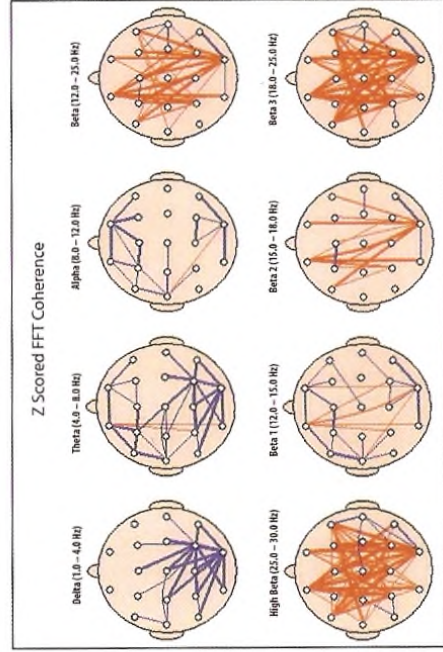 Z Scored FFT Coherence
Delta (1.0 – 4.0 Hz)
Theta (4.0 – 8.0 Hz)
Alpha (8.0 – 12.0 Hz)
Beta (12.0 – 25.0 Hz)
High Beta (25.0 – 30.0 Hz)
Beta 1 (12.0 – 15.0 Hz)
Beta 2 (15.0 – 18.0 Hz)
Beta 3 (18.0 – 25.0 Hz)